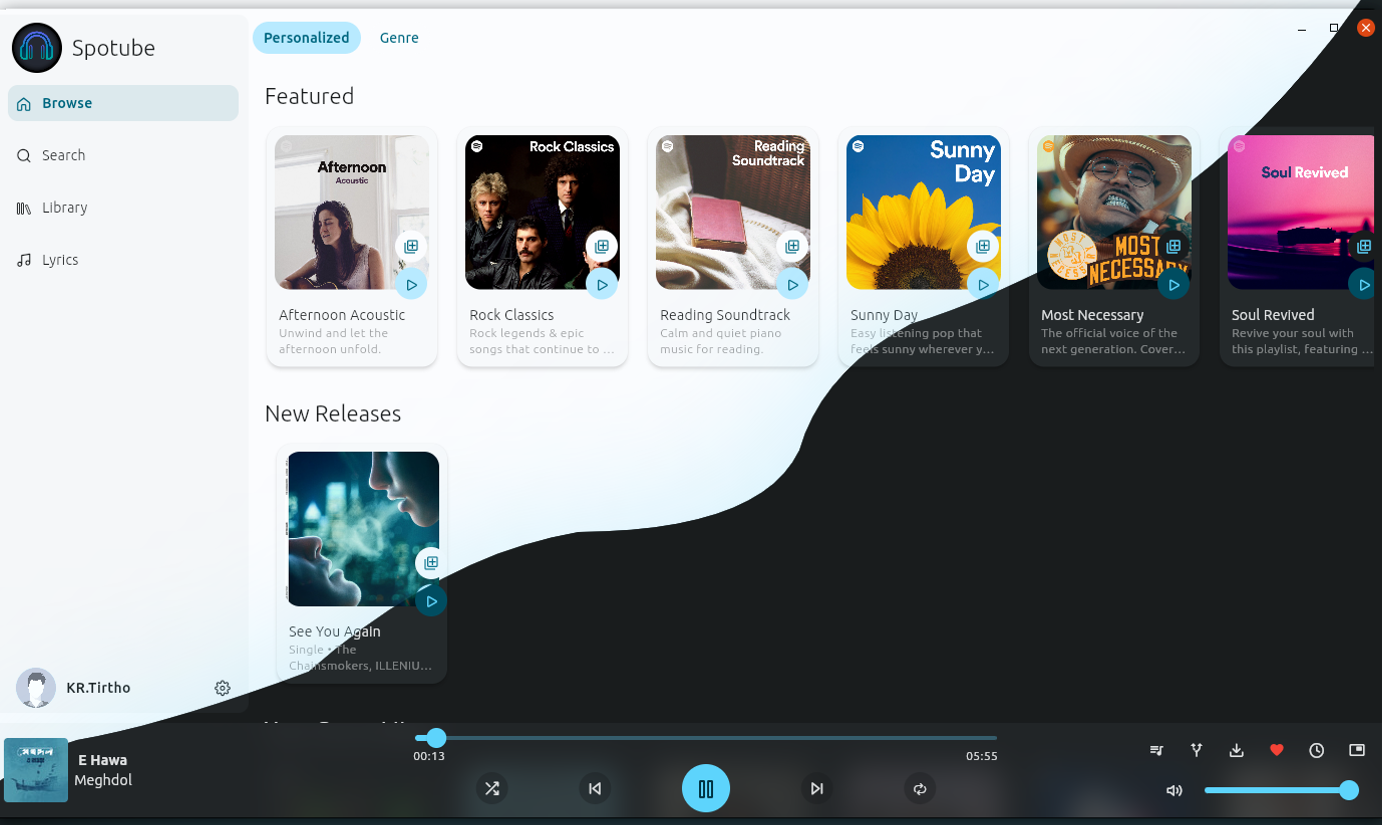 Spotube
Personalized
Genre
Browse
Search
Library
Lyrics
Featured
Afternoon
Acoustic
Rock Classics
Reading
Soundtrack
Sunny
Day
MOST
NECESSARY
Soul Revived
Afternoon Acoustic
Unwind and let the
afternoon unfold.
Rock Classics
Rock legends & epic
songs that continue to ...
Reading Soundtrack
Calm and quiet piano
music for reading.
Sunny Day
Easy listening pop that
feels sunny wherever y...
Most Necessary
The official voice of the
next generation. Cover...
Soul Revived
Revive your soul with
this playlist, featuring ...
New Releases
See You Again
Single • The
Chainsmokers, ILLENIU...
KR.Tirtho
E Hawa
Meghdol
00:13
05:55